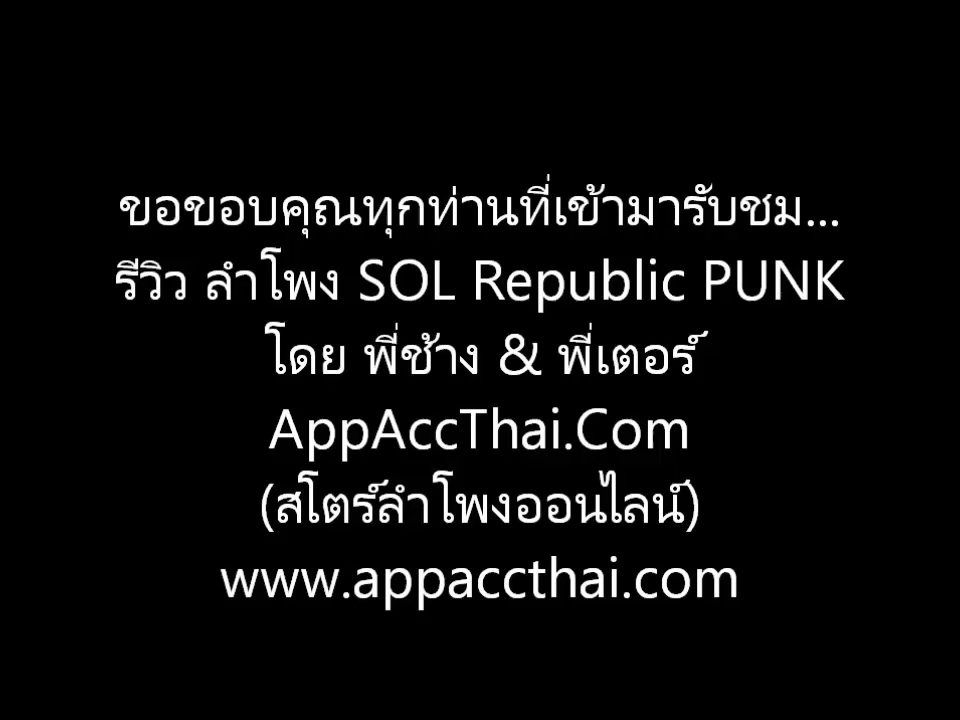 ขอขอบคุณทุกท่านที่เข้ามารับชม...
รีวิว ลำโพง SOL Republic PUNK
โดย พี่ช้าง & พี่เตอร์
AppAccThai.Com
(สโตร์ลำโพงออนไลน์)
www.appaccthai.com